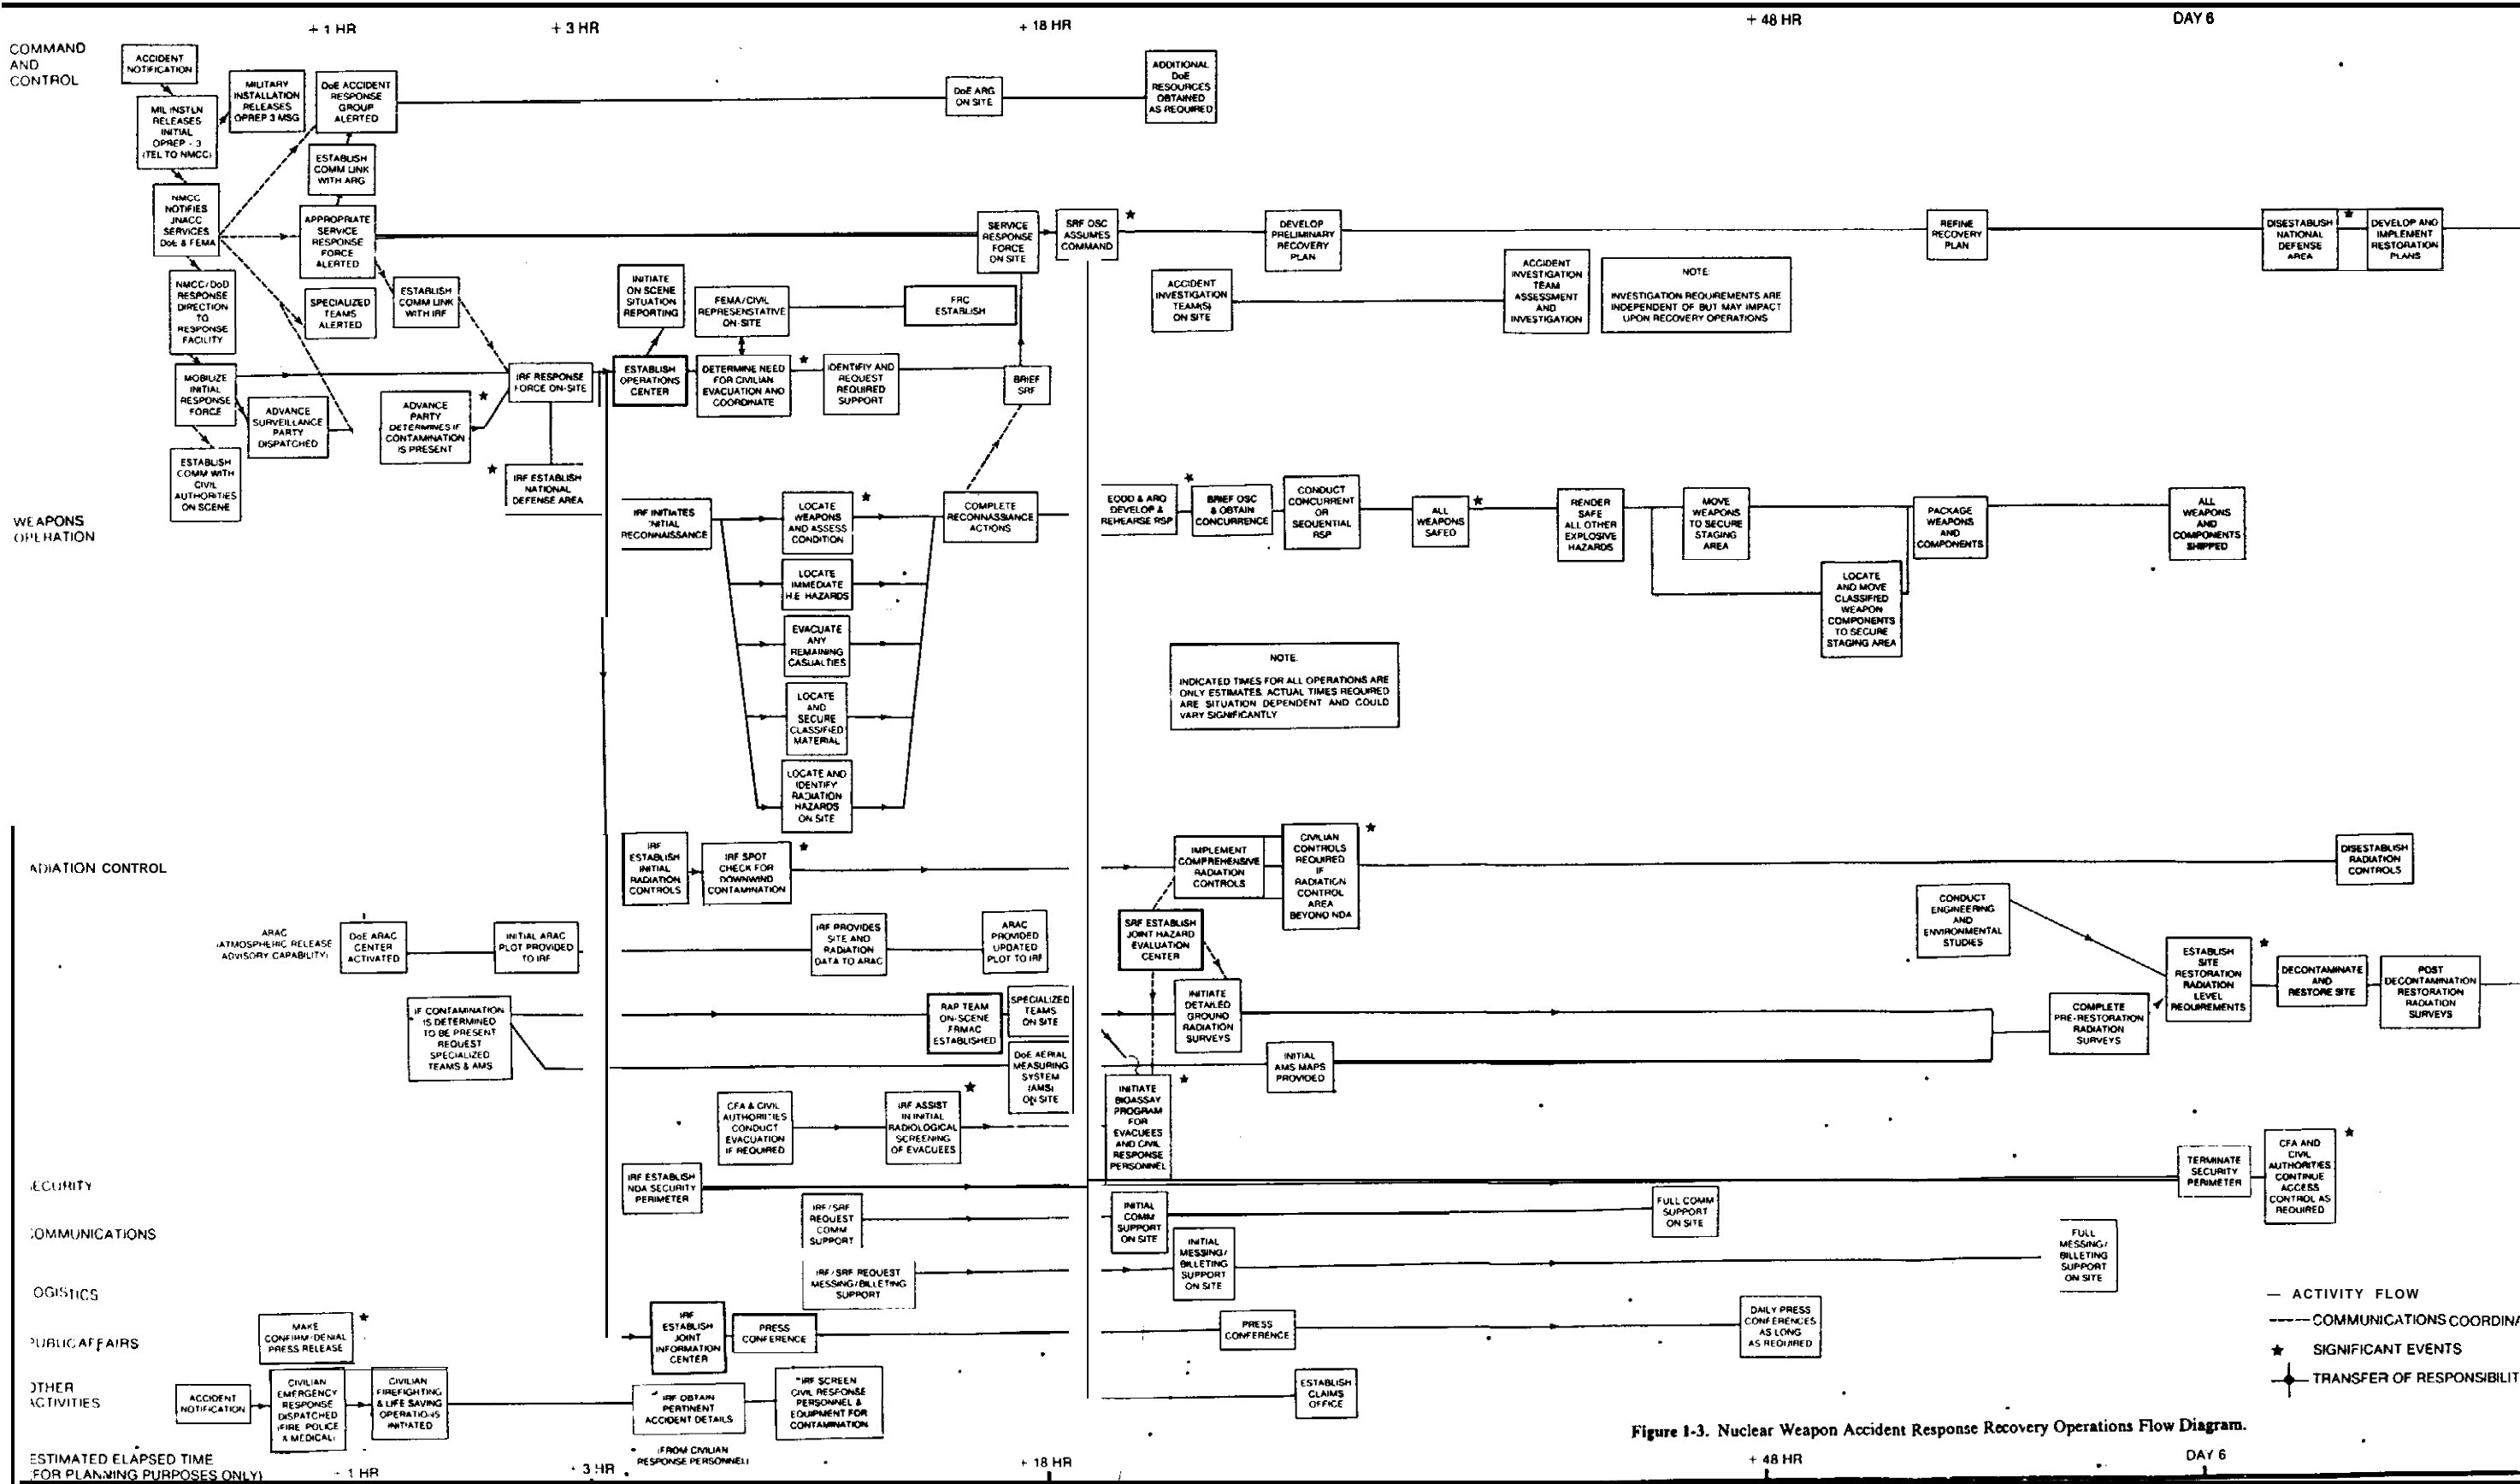 + 1 HR
+ 3 HR
+ 18 HR
+ 48 HR
DAY 6
COMMAND
AND
CONTROL
ACCIDENT
NOTIFICATION
MIL INSTLN
RELEASES
INITIAL
OPREP - 3
(TEL TO NMCC)
MILITARY
INSTALLATION
RELEASES
OPREP 3 MSG
DoE ACCIDENT
RESPONSE
GROUP
ALERTED
DoE ARG
ON SITE
ADDITIONAL
DoE
RESOURCES
OBTAINED
AS REQUIRED
ESTABLISH
COMM LINK
WITH ARG
NMCC
NOTIFIES
JNACC
SERVICES
DoE & FEMA
APPROPRIATE
SERVICE
RESPONSE
FORCE
ALERTED
SERVICE
RESPONSE
FORCE
ON SITE
SRF OSC
ASSUMES
COMMAND
★
DEVELOP
PRELIMINARY
RECOVERY
PLAN
REFINE
RECOVERY
PLAN
DISESTABLISH
NATIONAL
DEFENSE
AREA
★
DEVELOP AND
IMPLEMENT
RESTORATION
PLANS
NMCC/DoD
RESPONSE
DIRECTION
TO
RESPONSE
FACILITY
SPECIALIZED
TEAMS
ALERTED
ESTABLISH
COMM LINK
WITH IRF
INITIATE
ON SCENE
SITUATION
REPORTING
FEMA/CIVIL
REPRESENSTATIVE
ON-SITE
FRC
ESTABLISH
ACCIDENT
INVESTIGATION
TEAM(S)
ON SITE
ACCIDENT
INVESTIGATION
TEAM
ASSESSMENT
AND
INVESTIGATION
NOTE:
INVESTIGATION REQUIREMENTS ARE
INDEPENDENT OF BUT MAY IMPACT
UPON RECOVERY OPERATIONS
MOBILIZE
INITIAL
RESPONSE
FORCE
ADVANCE
SURVEILLANCE
PARTY
DISPATCHED
ADVANCE
PARTY
DETERMINES IF
CONTAMINATION
IS PRESENT
★
IRF RESPONSE
FORCE ON-SITE
ESTABLISH
OPERATIONS
CENTER
DETERMINE NEED
FOR CIVILIAN
EVACUATION AND
COORDINATE
★
IDENTIFIY AND
REQUEST
REQUIRED
SUPPORT
BRIEF
SRF
ESTABLISH
COMM WITH
CIVIL
AUTHORITIES
ON SCENE
★
IRF ESTABLISH
NATIONAL
DEFENSE AREA
WEAPONS
OPERATION
IRF INITIATES
INITIAL
RECONNAISSANCE
LOCATE
WEAPONS
AND ASSESS
CONDITION
★
COMPLETE
RECONNASSIANCE
ACTIONS
EODD & ARG
DEVELOP &
REHEARSE RSP
★
BRIEF OSC
& OBTAIN
CONCURRENCE
CONDUCT
CONCURRENT
OR
SEQUENTIAL
RSP
ALL
WEAPONS
SAFED
★
RENDER
SAFE
ALL OTHER
EXPLOSIVE
HAZARDS
MOVE
WEAPONS
TO SECURE
STAGING
AREA
PACKAGE
WEAPONS
AND
COMPONENTS
ALL
WEAPONS
AND
COMPONENTS
SHIPPED
LOCATE
IMMEDIATE
H.E. HAZARDS
LOCATE
AND MOVE
CLASSIFIED
WEAPON
COMPONENTS
TO SECURE
STAGING AREA
EVACUATE
ANY
REMAINING
CASUALTIES
LOCATE
AND
SECURE
CLASSIFIED
MATERIAL
NOTE:
INDICATED TIMES FOR ALL OPERATIONS ARE
ONLY ESTIMATES. ACTUAL TIMES REQUIRED
ARE SITUATION DEPENDENT AND COULD
VARY SIGNIFICANTLY
LOCATE AND
IDENTIFY
RADIATION
HAZARDS
ON SITE
ADIATION CONTROL
IRF
ESTABLISH
INITIAL
RADIATION
CONTROLS
IRF SPOT
CHECK FOR
DOWNWIND
CONTAMINATION
★
IMPLEMENT
COMPREHENSIVE
RADIATION
CONTROLS
CIVILIAN
CONTROLS
REQUIRED
IF
RADIATION
CONTROL
AREA
BEYOND NDA
★
DISESTABLISH
RADIATION
CONTROLS
ARAC
(ATMOSPHERIC RELEASE
ADVISORY CAPABILITY)
DoE ARAC
CENTER
ACTIVATED
INITIAL ARAC
PLOT PROVIDED
TO IRF
IRF PROVIDES
SITE AND
RADIATION
DATA TO ARAC
ARAC
PROVIDED
UPDATED
PLOT TO IRF
SRF ESTABLISH
JOINT HAZARD
EVALUATION
CENTER
CONDUCT
ENGINEERING
AND
ENVIRONMENTAL
STUDIES
ESTABLISH
SITE
RESTORATION
RADIATION
LEVEL
REQUIREMENTS
★
DECONTAMINATE
AND
RESTORE SITE
POST
DECONTAMINATION
RESTORATION
RADIATION
SURVEYS
IF CONTAMINATION
IS DETERMINED
TO BE PRESENT
REQUEST
SPECIALIZED
TEAMS & AMS
RAP TEAM
ON-SCENE
FRMAC
ESTABLISHED
SPECIALIZED
TEAMS
ON SITE
INITIATE
DETAILED
GROUND
RADIATION
SURVEYS
COMPLETE
PRE-RESTORATION
RADIATION
SURVEYS
DoE AERIAL
MEASURING
SYSTEM
(AMS)
ON SITE
INITIAL
AMS MAPS
PROVIDED
CFA & CIVIL
AUTHORITIES
CONDUCT
EVACUATION
IF REQUIRED
IRF ASSIST
IN INITIAL
RADIOLOGICAL
SCREENING
OF EVACUEES
★
INITIATE
BIOASSAY
PROGRAM
FOR
EVACUEES
AND CIVIL
RESPONSE
PERSONNEL
★
ECURITY
IRF ESTABLISH
NDA SECURITY
PERIMETER
TERMINATE
SECURITY
PERIMETER
CFA AND
CIVIL
AUTHORITIES
CONTINUE
ACCESS
CONTROL AS
REQUIRED
★
OMMUNICATIONS
IRF/SRF
REQUEST
COMM
SUPPORT
INITIAL
COMM
SUPPORT
ON SITE
FULL COMM
SUPPORT
ON SITE
OGISTICS
IRF/SRF REQUEST
MESSING/BILLETING
SUPPORT
INITIAL
MESSING/
BILLETING
SUPPORT
ON SITE
FULL
MESSING/
BILLETING
SUPPORT
ON SITE
PUBLIC AFFAIRS
MAKE
CONFIRM/DENIAL
PRESS RELEASE
★
IRF
ESTABLISH
JOINT
INFORMATION
CENTER
PRESS
CONFERENCE
PRESS
CONFERENCE
DAILY PRESS
CONFERENCES
AS LONG
AS REQUIRED
OTHER
ACTIVITIES
ACCIDENT
NOTIFICATION
CIVILIAN
EMERGENCY
RESPONSE
DISPATCHED
(FIRE, POLICE
& MEDICAL)
CIVILIAN
FIREFIGHTING
& LIFE SAVING
OPERATIONS
INITIATED
IRF OBTAIN
PERTINENT
ACCIDENT DETAILS
(FROM CIVILIAN
RESPONSE PERSONNEL)
IRF SCREEN
CIVIL RESPONSE
PERSONNEL &
EQUIPMENT FOR
CONTAMINATION
ESTABLISH
CLAIMS
OFFICE
— ACTIVITY FLOW
---- COMMUNICATIONS COORDINA
★ SIGNIFICANT EVENTS
TRANSFER OF RESPONSIBILIT
Figure 1-3. Nuclear Weapon Accident Response Recovery Operations Flow Diagram.
ESTIMATED ELAPSED TIME
(FOR PLANNING PURPOSES ONLY)
+ 1 HR
+ 3 HR
+ 18 HR
+ 48 HR
DAY 6